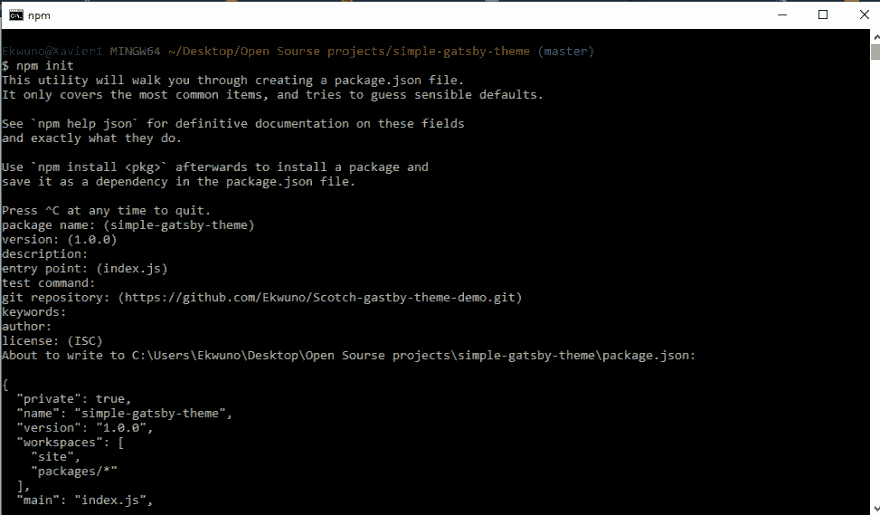 npm
Ekwuno@Xavier1 MINGW64 ~/Desktop/Open Sourse projects/simple-gatsby-theme (master)
$ npm init
This utility will walk you through creating a package.json file.
It only covers the most common items, and tries to guess sensible defaults.
See `npm help json` for definitive documentation on these fields
and exactly what they do.
Use `npm install <pkg>` afterwards to install a package and
save it as a dependency in the package.json file.
Press ^C at any time to quit.
package name: (simple-gatsby-theme)
version: (1.0.0)
description:
entry point: (index.js)
test command:
git repository: (https://github.com/Ekwuno/Scotch-gastby-theme-demo.git)
keywords:
author:
license: (ISC)
About to write to C:\Users\Ekwuno\Desktop\Open Sourse projects\simple-gatsby-theme\package.json:
{
"private": true,
"name": "simple-gatsby-theme",
"version": "1.0.0",
"workspaces": [
"site",
"packages/*"
],
"main": "index.js",